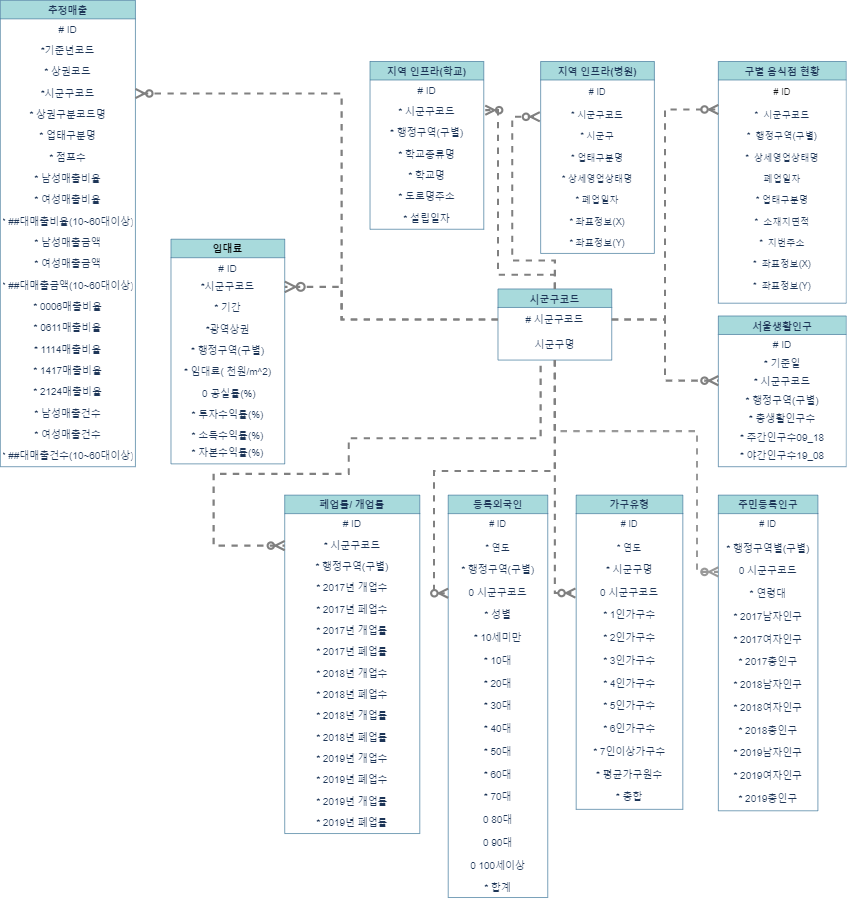 추정매출
# ID
*기준년코드
* 상권코드
*시군구코드
* 상권구분코드명
* 업태구분명
* 점포수
* 남성매출비율
* 여성매출비율
* ##대매출비율(10~60대이상)
* 남성매출금액
* 여성매출금액
* ##대매출금액(10~60대이상)
* 0006매출비율
* 0611매출비율
* 1114매출비율
* 1417매출비율
* 2124매출비율
* 남성매출건수
* 여성매출건수
* ##대매출건수(10~60대이상)
임대료
# ID
*시군구코드
* 기간
*광역상권
* 행정구역(구별)
* 임대료( 천원/m^2)
0 공실률(%)
* 투자수익률(%)
* 소득수익률(%)
* 자본수익률(%)
지역 인프라(학교)
# ID
* 시군구코드
* 행정구역(구별)
* 학교종류명
* 학교명
* 도로명주소
* 설립일자
지역 인프라(병원)
# ID
* 시군구코드
* 시군구
* 업태구분명
* 상세영업상태명
* 폐업일자
* 좌표정보(X)
* 좌표정보(Y)
구별 음식점 현황
# ID
* 시군구코드
* 행정구역(구별)
* 상세영업상태명
폐업일자
* 업태구분명
* 소재지면적
* 지번주소
* 좌표정보(X)
* 좌표정보(Y)
시군구코드
# 시군구코드
시군구명
서울생활인구
# ID
* 기준일
* 시군구코드
* 행정구역(구별)
* 총생활인구수
* 주간인구수09_18
* 야간인구수19_08
폐업률/ 개업률
# ID
* 시군구코드
* 행정구역(구별)
* 2017년 개업수
* 2017년 폐업수
* 2017년 개업률
* 2017년 폐업률
* 2018년 개업수
* 2018년 폐업수
* 2018년 개업률
* 2018년 폐업률
* 2019년 개업수
* 2019년 폐업수
* 2019년 개업률
* 2019년 폐업률
등록외국인
# ID
* 연도
* 행정구역(구별)
0 시군구코드
* 성별
* 10세미만
* 10대
* 20대
* 30대
* 40대
* 50대
* 60대
* 70대
0 80대
0 90대
0 100세이상
* 합계
가구유형
# ID
* 연도
* 시군구명
0 시군구코드
* 1인가구수
* 2인가구수
* 3인가구수
* 4인가구수
* 5인가구수
* 6인가구수
* 7인이상가구수
* 평균가구원수
* 총합
주민등록인구
# ID
* 행정구역별(구별)
0 시군구코드
* 연령대
* 2017남자인구
* 2017여자인구
* 2017총인구
* 2018남자인구
* 2018여자인구
* 2018총인구
* 2019남자인구
* 2019여자인구
* 2019총인구